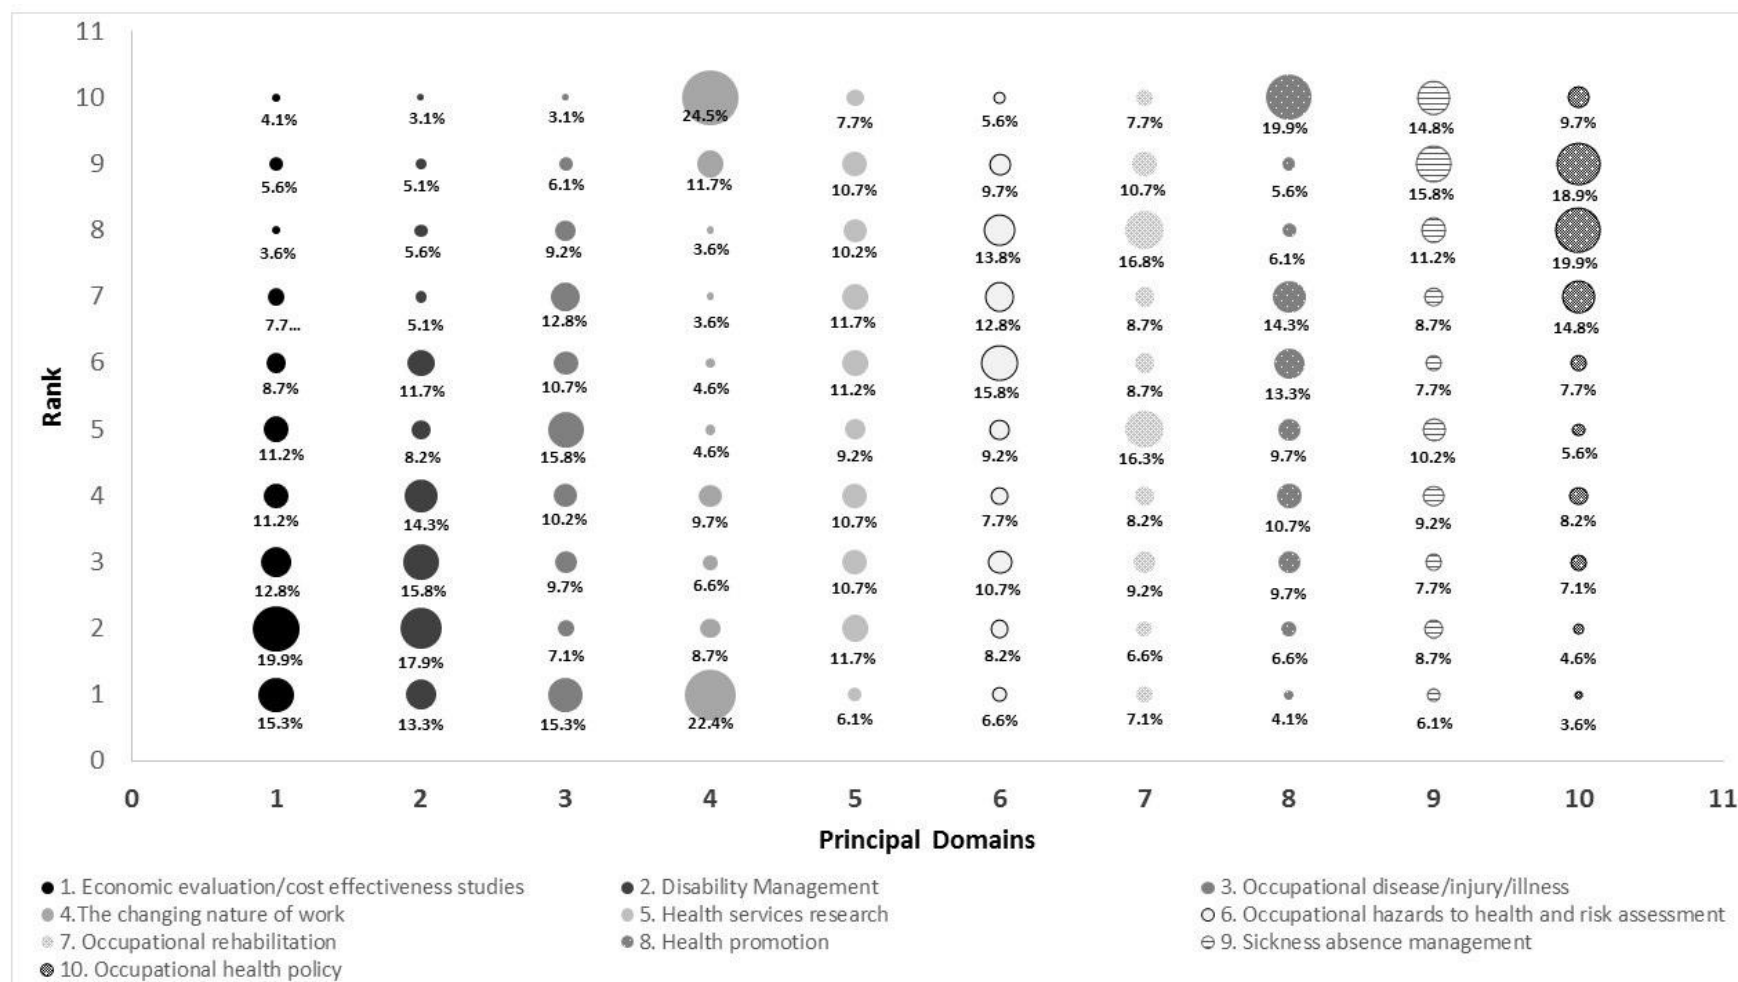 11
10
4.1% 3.1% 3.1% 24.5% 7.7% 5.6% 7.7% 19.9% 14.8% 9.7%
9
5.6% 5.1% 6.1% 11.7% 10.7% 9.7% 10.7% 5.6% 15.8% 18.9%
8
3.6% 5.6% 9.2% 3.6% 10.2% 13.8% 16.8% 6.1% 11.2% 19.9%
7
7.7... 5.1% 12.8% 3.6% 11.7% 12.8% 8.7% 14.3% 8.7% 14.8%
6
8.7% 11.7% 10.7% 4.6% 11.2% 15.8% 8.7% 13.3% 7.7% 7.7%
Rank
5
11.2% 8.2% 15.8% 4.6% 9.2% 9.2% 16.3% 9.7% 10.2% 5.6%
4
11.2% 14.3% 10.2% 9.7% 10.7% 7.7% 8.2% 10.7% 9.2% 8.2%
3
12.8% 15.8% 9.7% 6.6% 10.7% 10.7% 9.2% 9.7% 7.7% 7.1%
2
19.9% 17.9% 7.1% 8.7% 11.7% 8.2% 6.6% 6.6% 8.7% 4.6%
1
15.3% 13.3% 15.3% 22.4% 6.1% 6.6% 7.1% 4.1% 6.1% 3.6%
0
0 1 2 3 4 5 6 7 8 9 10 11
Principal Domains
1. Economic evaluation/cost effectiveness studies 2. Disability Management 3. Occupational disease/injury/illness
4.The changing nature of work 5. Health services research 6. Occupational hazards to health and risk assessment
7. Occupational rehabilitation 8. Health promotion 9. Sickness absence management
10. Occupational health policy